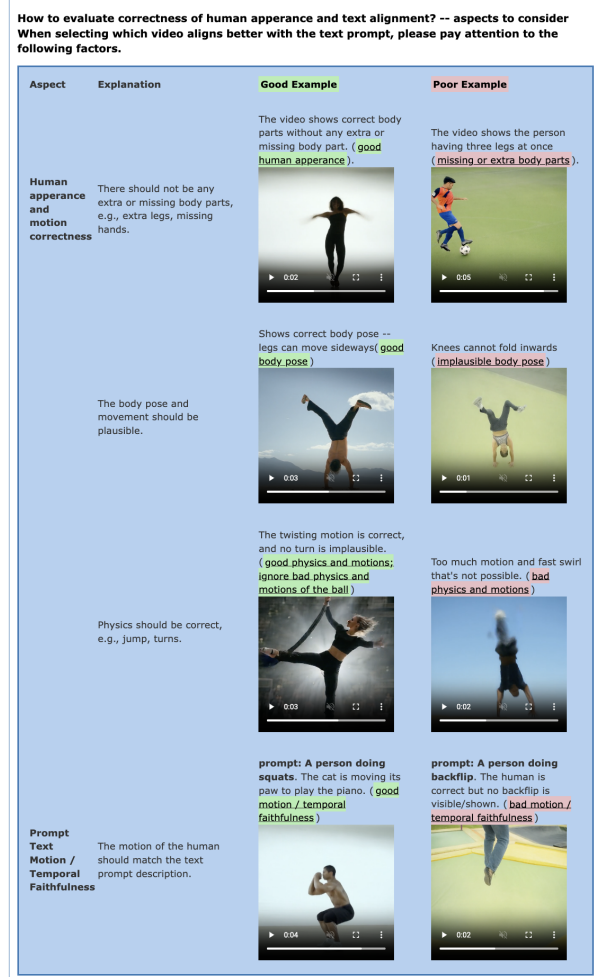 How to evaluate correctness of human apperance and text alignment? -- aspects to consider
When selecting which video aligns better with the text prompt, please pay attention to the
following factors.
Aspect
Explanation
Good Example
Poor Example
Human
apperance
and
motion
correctness
There should not be any
extra or missing body parts,
e.g., extra legs, missing
hands.
The video shows correct body
parts without any extra or
missing body part. ( good
human apperance ).
0:02
The video shows the person
having three legs at once
( missing or extra body parts ).
0:05
The body pose and
movement should be
plausible.
Shows correct body pose --
legs can move sideways( good
body pose )
0:03
Knees cannot fold inwards
( implausible body pose )
0:01
Physics should be correct,
e.g., jump, turns.
The twisting motion is correct,
and no turn is implausible.
( good physics and motions;
ignore bad physics and
motions of the ball )
0:03
Too much motion and fast swirl
that's not possible. ( bad
physics and motions )
0:02
Prompt
Text
Motion /
Temporal
Faithfulness
The motion of the human
should match the text
prompt description.
prompt: A person doing
squats. The cat is moving its
paw to play the piano. ( good
motion / temporal
faithfulness )
0:04
prompt: A person doing
backflip. The human is
correct but no backflip is
visible/shown. ( bad motion /
temporal faithfulness )
0:02